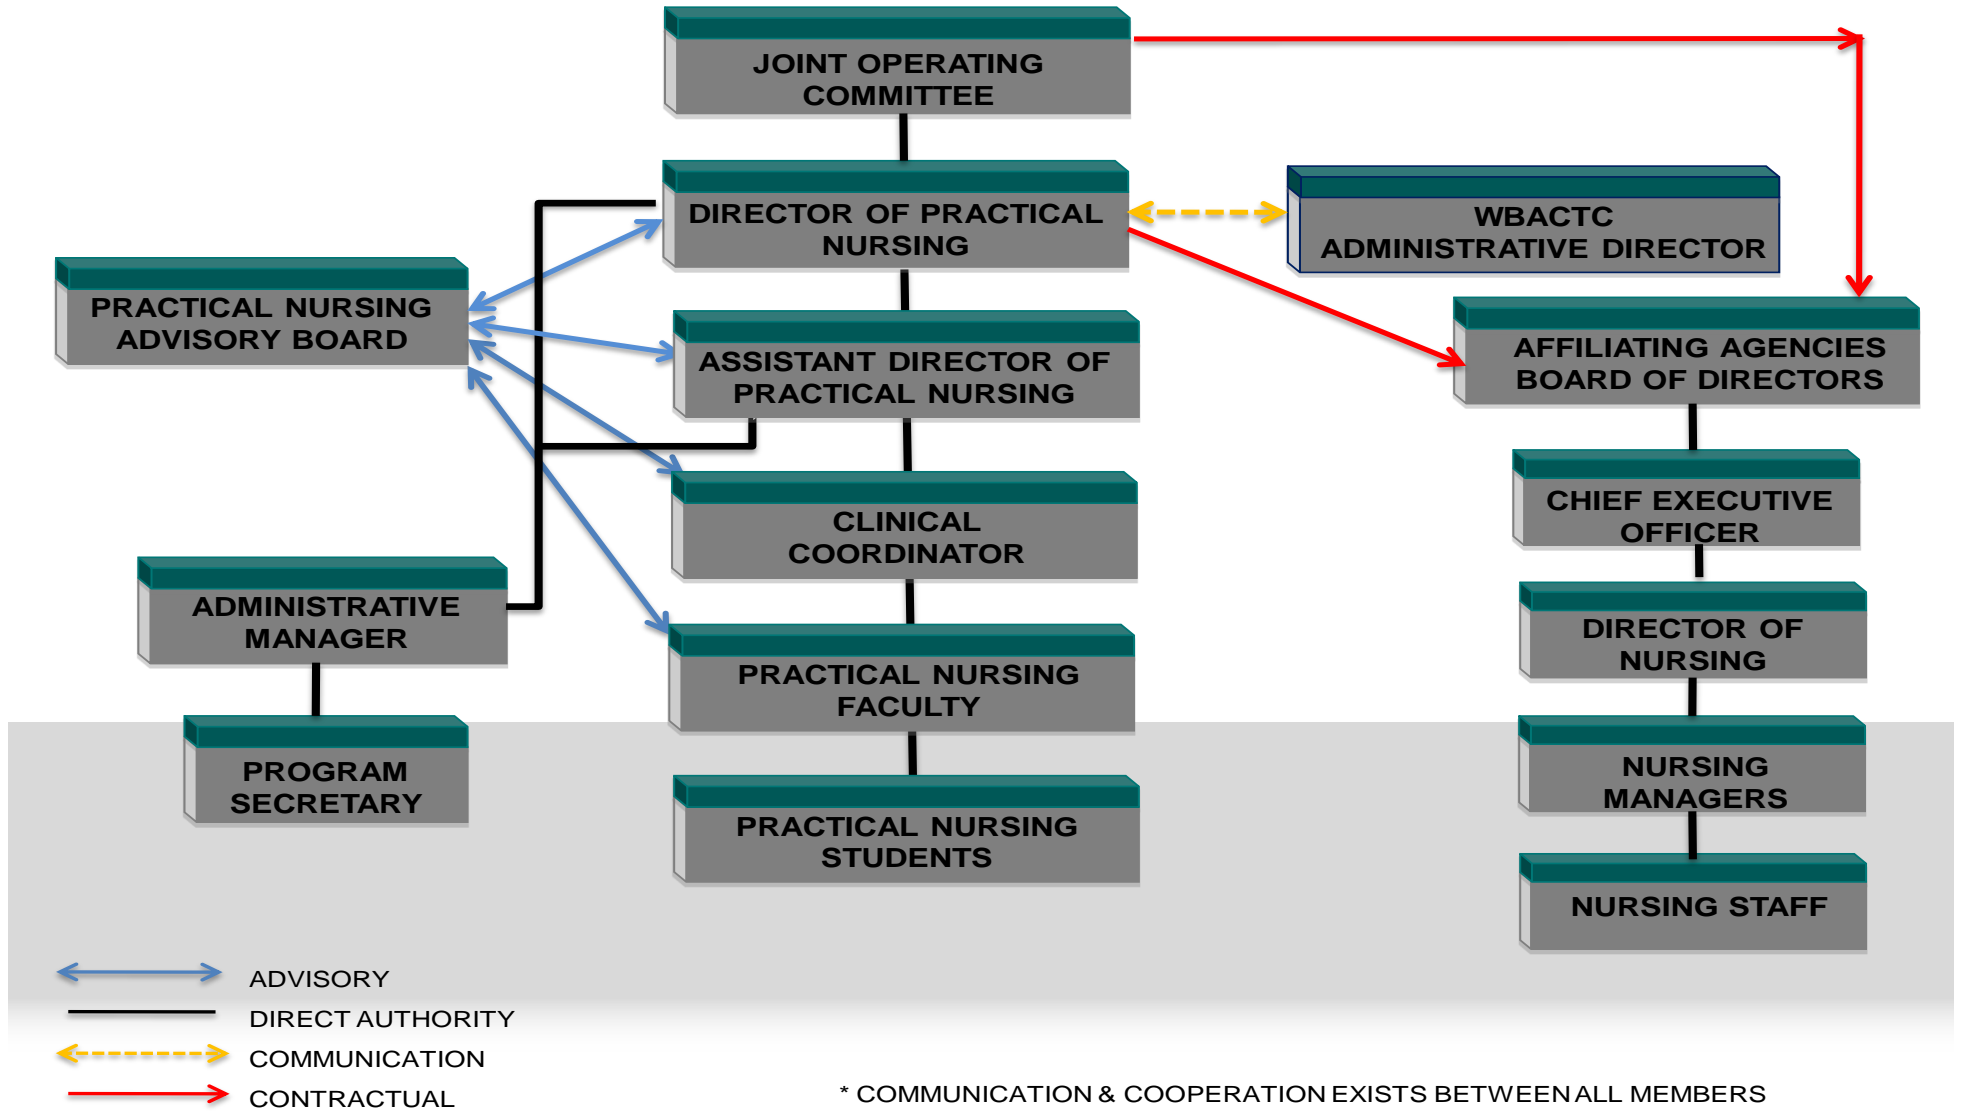 JOINT OPERATING
COMMITTEE
DIRECTOR OF PRACTICAL
NURSING
WBACTC
ADMINISTRATIVE DIRECTOR
PRACTICAL NURSING
ADVISORY BOARD
ASSISTANT DIRECTOR OF
PRACTICAL NURSING
AFFILIATING AGENCIES
BOARD OF DIRECTORS
CLINICAL
COORDINATOR
CHIEF EXECUTIVE
OFFICER
ADMINISTRATIVE
MANAGER
DIRECTOR OF
NURSING
PRACTICAL NURSING
FACULTY
PROGRAM
SECRETARY
NURSING
MANAGERS
PRACTICAL NURSING
STUDENTS
NURSING STAFF
ADVISORY
DIRECT AUTHORITY
COMMUNICATION
CONTRACTUAL
* COMMUNICATION & COOPERATION EXISTS BETWEEN ALL MEMBERS